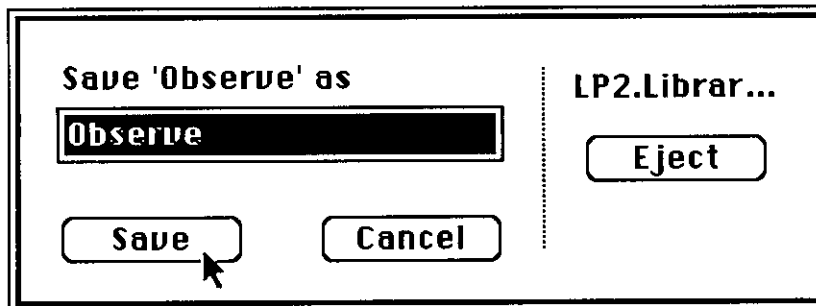 Save 'Observe' as
Observe
Save
Cancel
LP2.Librar...
Eject